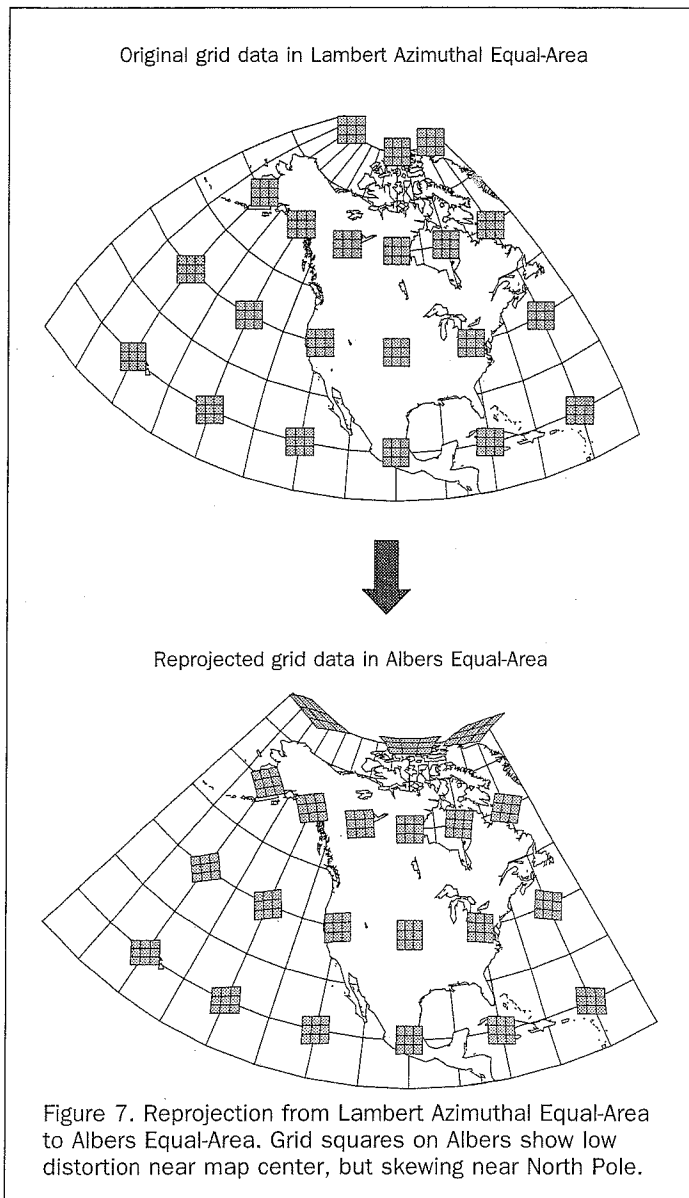 Original grid data in Lambert Azimuthal Equal-Area
Reprojected grid data in Albers Equal-Area
Figure 7. Reprojection from Lambert Azimuthal Equal-Area
to Albers Equal-Area. Grid squares on Albers show low
distortion near map center, but skewing near North Pole.